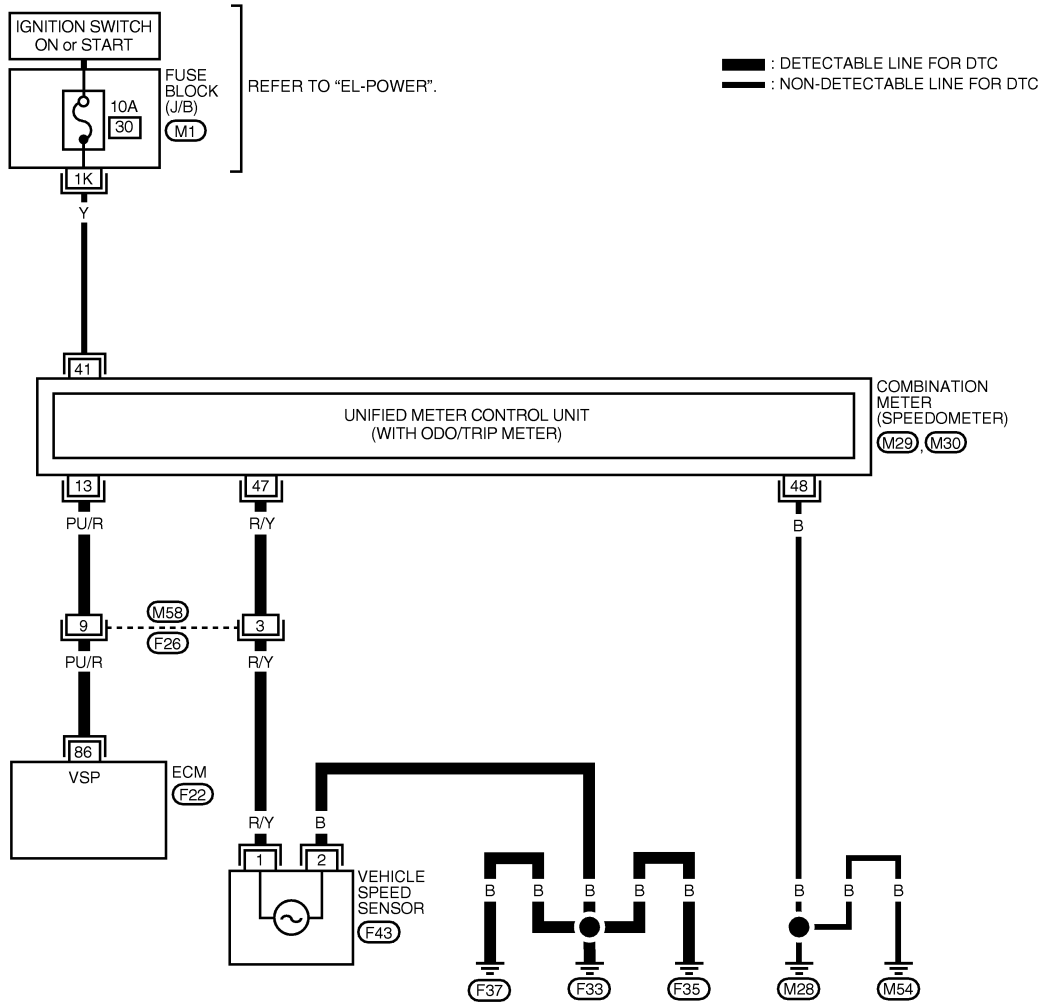 IGNITION SWITCH
ON or START
FUSE
BLOCK
(J/B)
M1
10A
30
REFER TO “EL-POWER”.
: DETECTABLE LINE FOR DTC
: NON-DETECTABLE LINE FOR DTC
1K
Y
41
UNIFIED METER CONTROL UNIT
(WITH ODO/TRIP METER)
COMBINATION
METER
(SPEEDOMETER)
M29 , M30
13
47
48
PU/R
R/Y
B
9
M58
F26
3
PU/R
R/Y
86
VSP
ECM
F22
R/Y
B
1
2
VEHICLE
SPEED
SENSOR
F43
B
B
B
B
B
B
B
B
F37
F33
F35
M28
M54